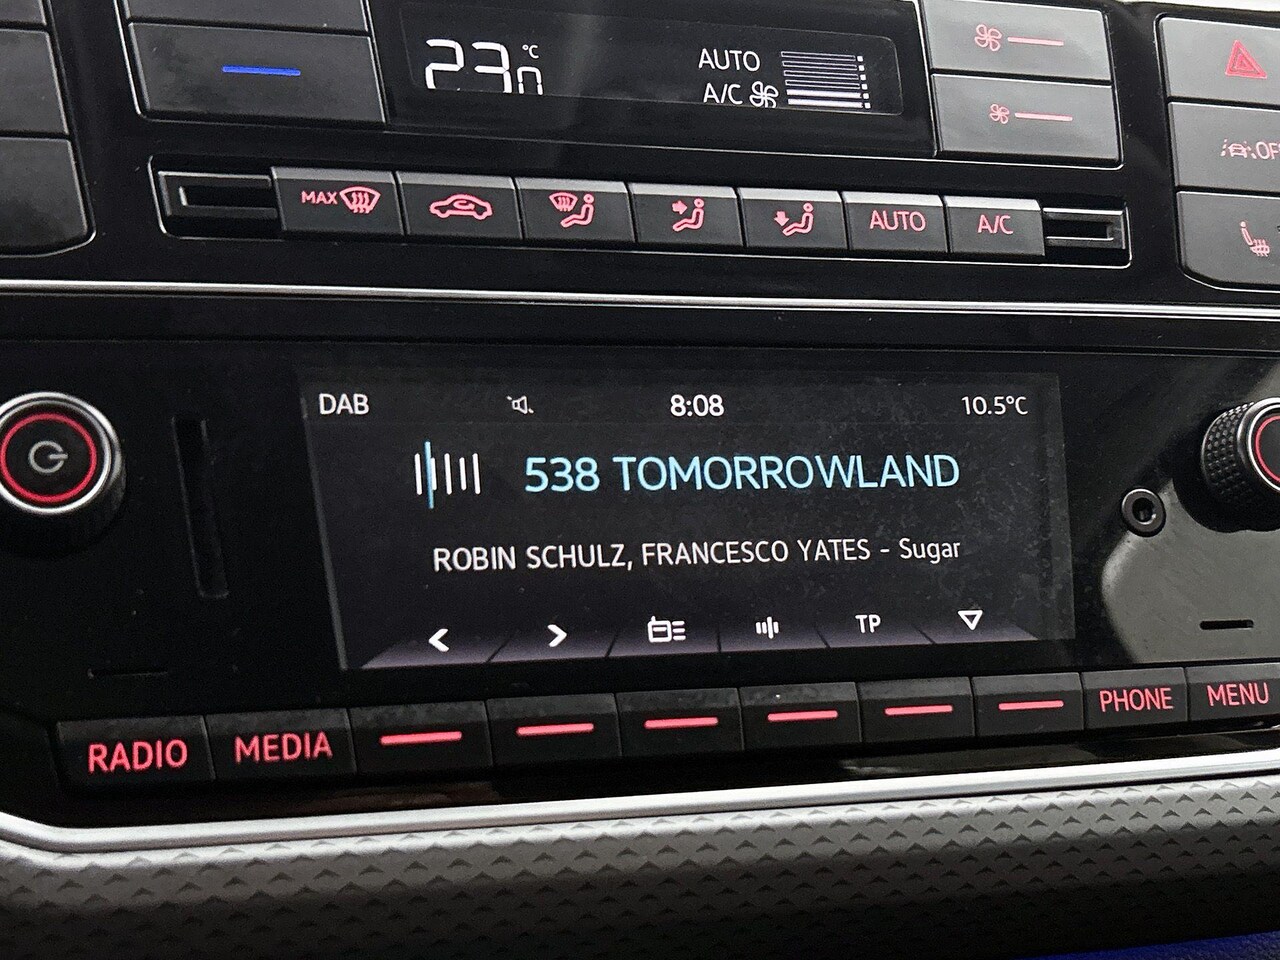 23.0 °C
AUTO
A/C
MAX
AUTO
A/C
DAB 8:08 10.5°C
538 TOMORROWLAND
ROBIN SCHULZ, FRANCESCO YATES - Sugar
TP
RADIO MEDIA PHONE MENU